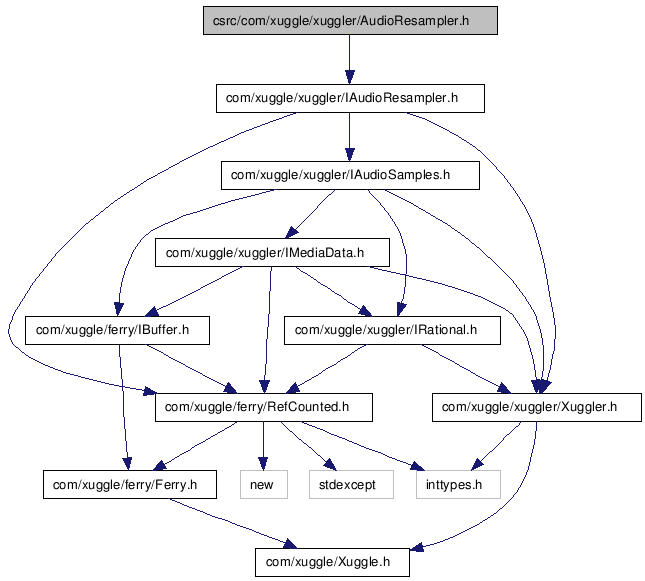 csrc/com/xuggle/xuggler/AudioResampler.h
com/xuggle/xuggler/IAudioResampler.h
com/xuggle/xuggler/IAudioSamples.h
com/xuggle/xuggler/IMediaData.h
com/xuggle/ferry/IBuffer.h
com/xuggle/xuggler/IRational.h
com/xuggle/ferry/RefCounted.h
com/xuggle/xuggler/Xuggler.h
com/xuggle/ferry/Ferry.h
new
stdexcept
inttypes.h
com/xuggle/Xuggle.h